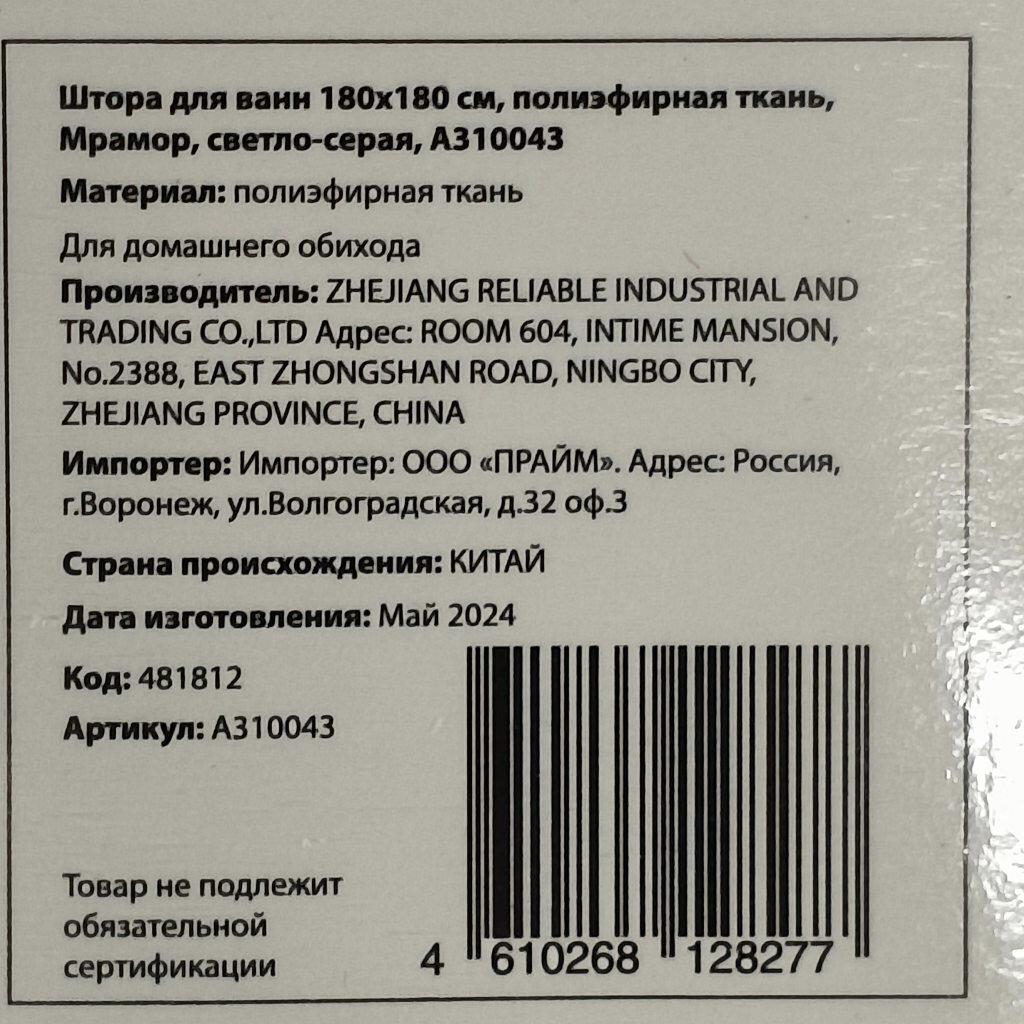 Штора для ванн 180х180 см, полиэфирная ткань,
Мрамор, светло-серая, А310043
Материал: полиэфирная ткань
Для домашнего обихода
Производитель: ZHEJIANG RELIABLE INDUSTRIAL AND
TRADING CO.,LTD Адрес: ROOM 604, INTIME MANSION,
No.2388, EAST ZHONGSHAN ROAD, NINGBO CITY,
ZHEJIANG PROVINCE, CHINA
Импортер: Импортер: ООО «ПРАЙМ». Адрес: Россия,
г.Воронеж, ул.Волгоградская, д.32 оф.3
Страна происхождения: КИТАЙ
Дата изготовления: Май 2024
Код: 481812
Артикул: А310043
Товар не подлежит
обязательной
сертификации
4 610268 128277